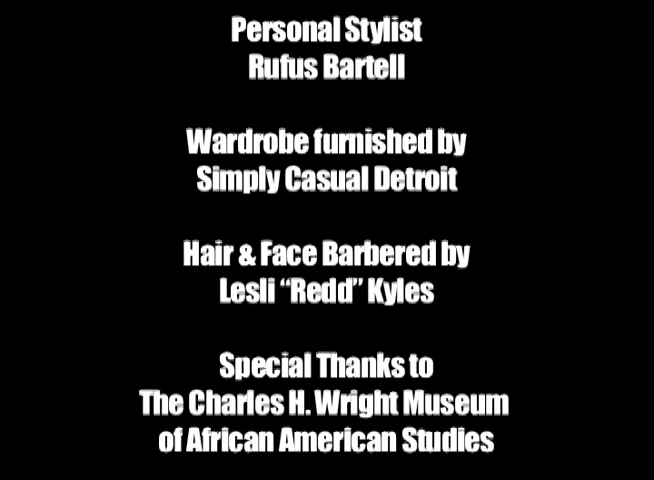 Personal Stylist
Rufus Bartell
Wardrobe furnished by
Simply Casual Detroit
Hair & Face Barbered by
Lesli “Redd” Kyles
Special Thanks to
The Charles H. Wright Museum
of African American Studies